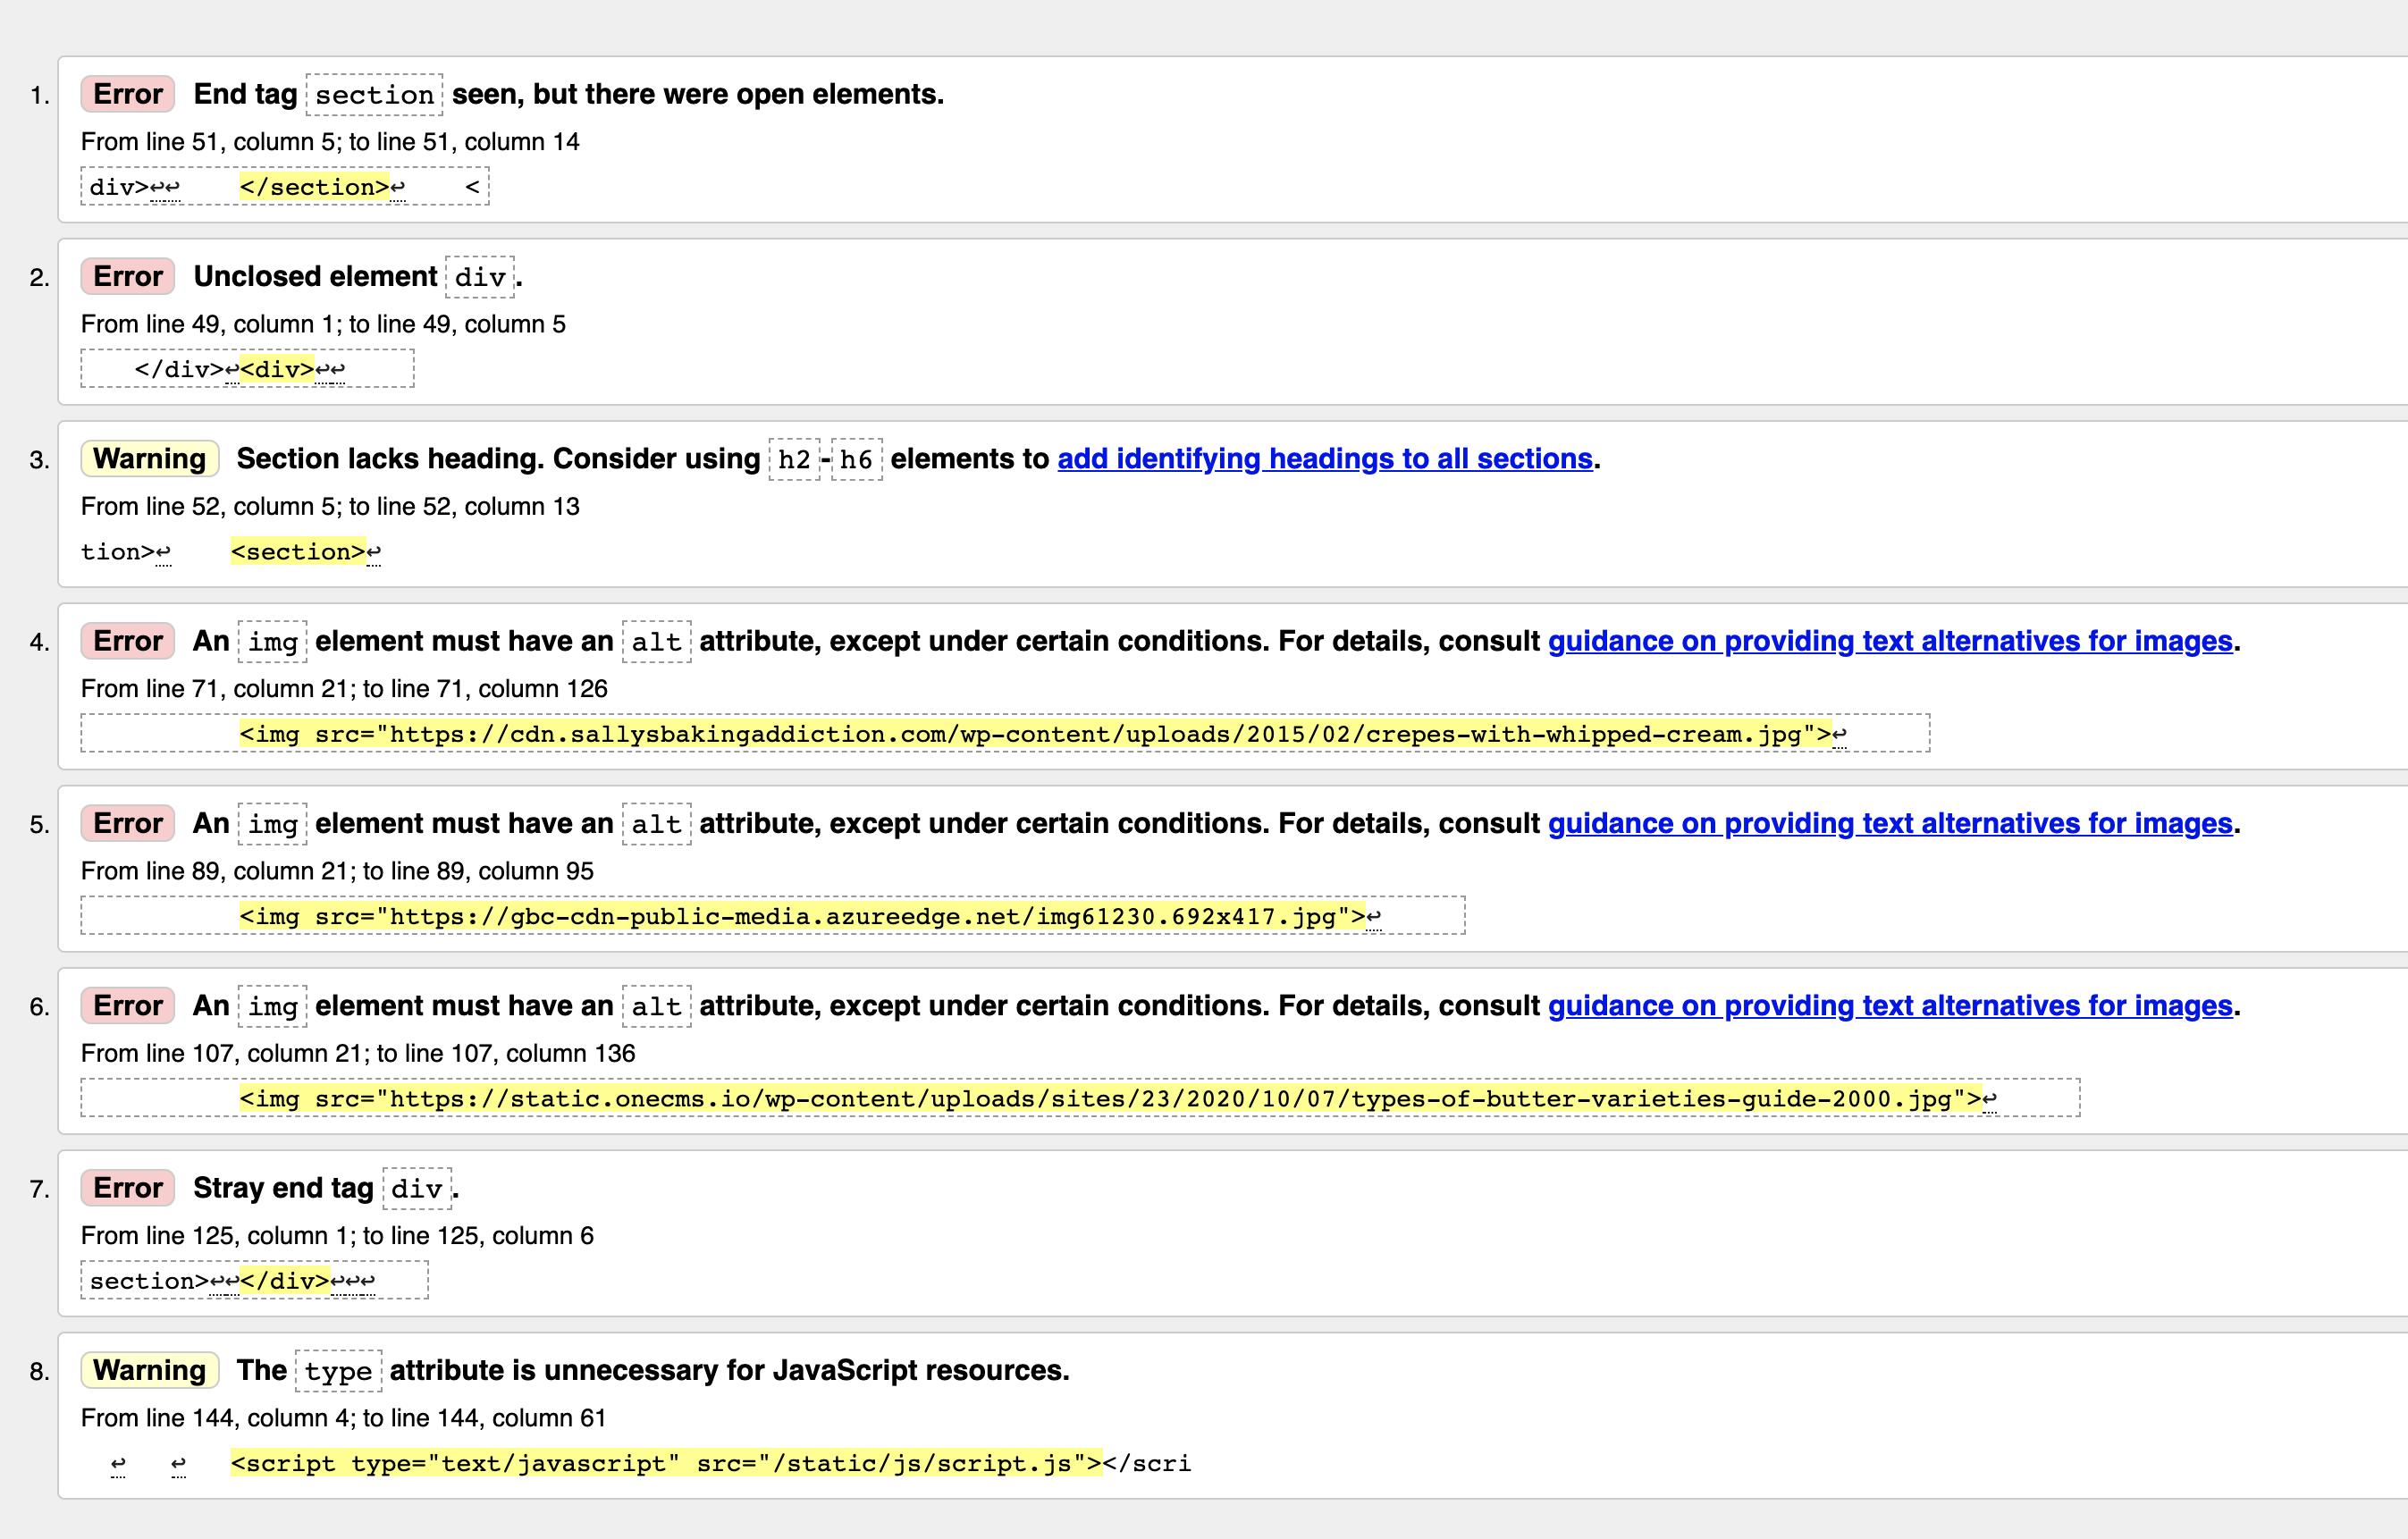 1. Error End tag section seen, but there were open elements.
From line 51, column 5; to line 51, column 14
div>↩↩    </section>↩    <
2. Error Unclosed element div.
From line 49, column 1; to line 49, column 5
</div>↩<div>↩↩
3. Warning Section lacks heading. Consider using h2-h6 elements to add identifying headings to all sections.
From line 52, column 5; to line 52, column 13
tion>↩    <section>↩
4. Error An img element must have an alt attribute, except under certain conditions. For details, consult guidance on providing text alternatives for images.
From line 71, column 21; to line 71, column 126
<img src="https://cdn.sallysbakingaddiction.com/wp-content/uploads/2015/02/crepes-with-whipped-cream.jpg">↩
5. Error An img element must have an alt attribute, except under certain conditions. For details, consult guidance on providing text alternatives for images.
From line 89, column 21; to line 89, column 95
<img src="https://gbc-cdn-public-media.azureedge.net/img61230.692x417.jpg">↩
6. Error An img element must have an alt attribute, except under certain conditions. For details, consult guidance on providing text alternatives for images.
From line 107, column 21; to line 107, column 136
<img src="https://static.onecms.io/wp-content/uploads/sites/23/2020/10/07/types-of-butter-varieties-guide-2000.jpg">↩
7. Error Stray end tag div.
From line 125, column 1; to line 125, column 6
section>↩↩</div>↩↩↩
8. Warning The type attribute is unnecessary for JavaScript resources.
From line 144, column 4; to line 144, column 61
↩   ↩   <script type="text/javascript" src="/static/js/script.js"></scri